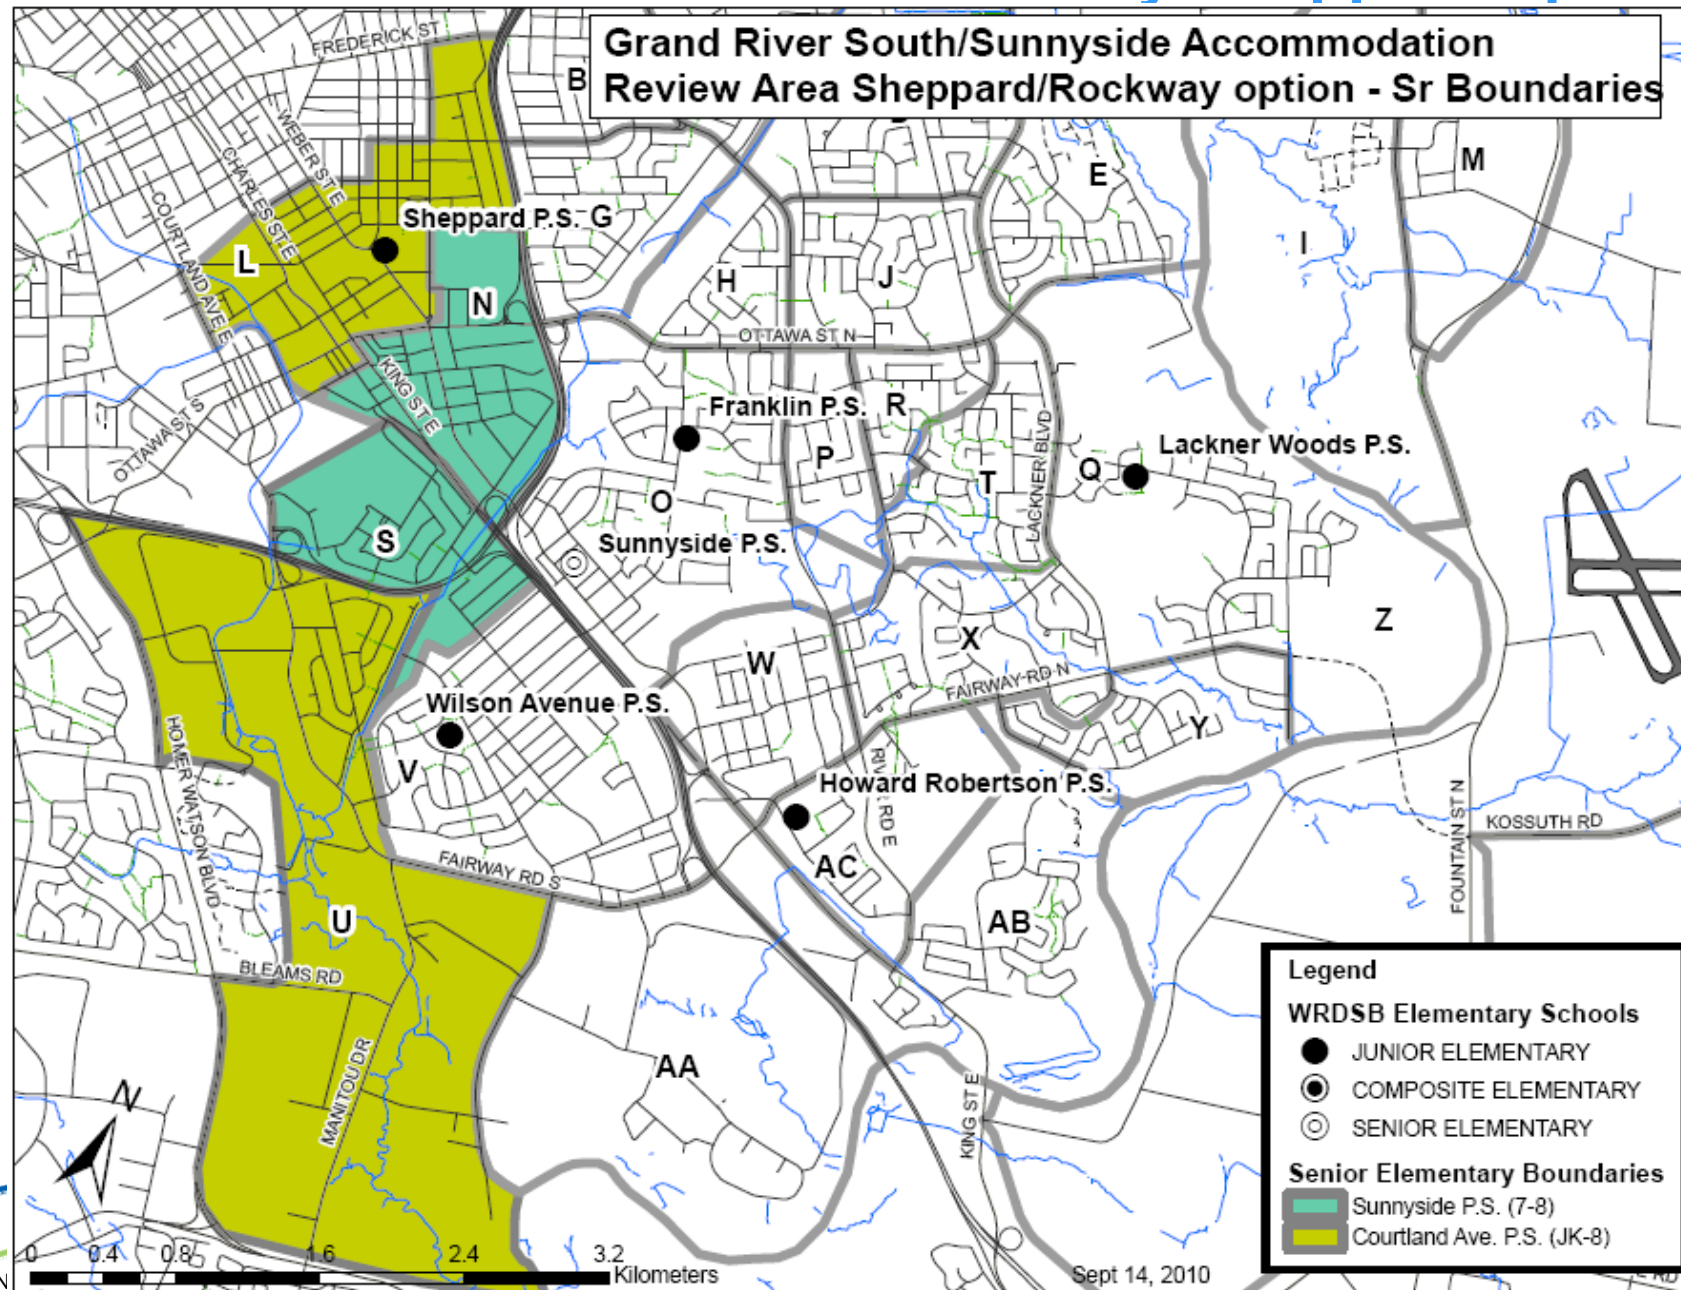 Grand River South/Sunnyside Accommodation
Review Area Sheppard/Rockway option - Sr Boundaries
FREDERICK ST
B
WEBER ST E
CHARLES ST E
COURTLAND AVE E
Sheppard P.S.
G
E
M
L
N
H
J
I
OTTAWA ST N
KING ST E
OTTAWA ST S
Franklin P.S.
R
P
LACKNER BLVD
Lackner Woods P.S.
Q
T
O
S
Sunnyside P.S.
Z
W
X
FAIRWAY RD N
Wilson Avenue P.S.
Y
HOMER WATSON BLVD
V
Howard Robertson P.S.
RD E
FOUNTAIN ST N
KOSSUTH RD
FAIRWAY RD S
AC
U
AB
BLEAMS RD
AA
MANITOU DR
KING ST E
N
0 0.4 0.8 1.6 2.4 3.2
Kilometers
Sept 14, 2010
Legend
WRDSB Elementary Schools
JUNIOR ELEMENTARY
COMPOSITE ELEMENTARY
SENIOR ELEMENTARY
Senior Elementary Boundaries
Sunnyside P.S. (7-8)
Courtland Ave. P.S. (JK-8)